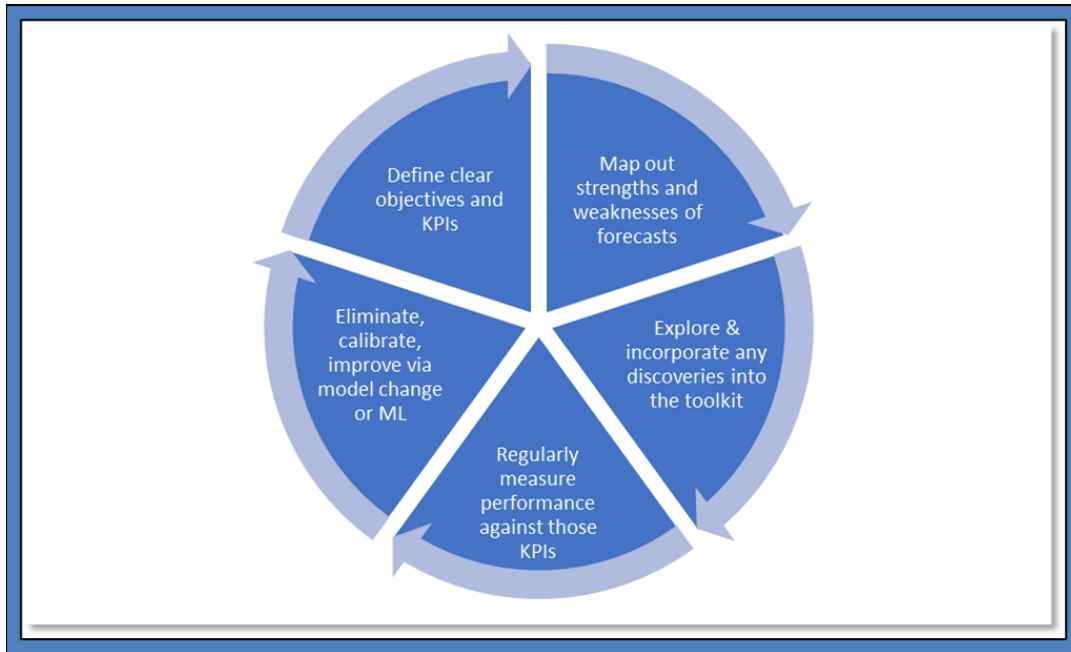 Define clear
objectives and
KPIs
Map out
strengths and
weaknesses of
forecasts
Explore &
incorporate any
discoveries into
the toolkit
Regularly
measure
performance
against those
KPIs
Eliminate,
calibrate,
improve via
model change
or ML